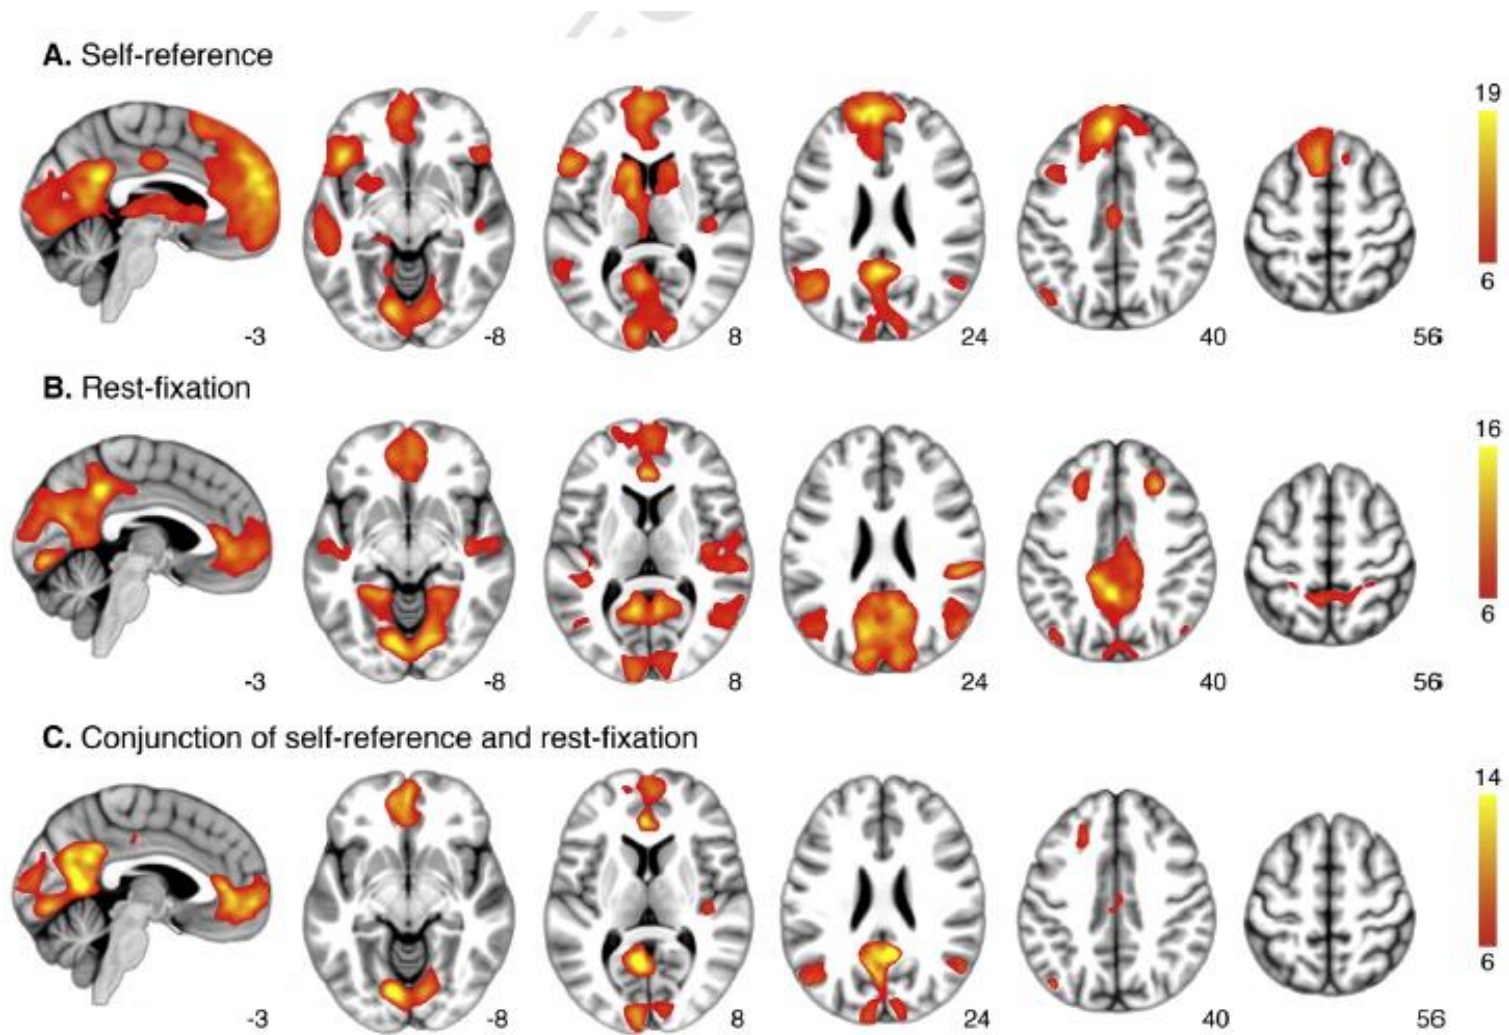 A. Self-reference
19
6
-3 -8 8 24 40 56
B. Rest-fixation
16
6
-3 -8 8 24 40 56
C. Conjunction of self-reference and rest-fixation
14
6
-3 -8 8 24 40 56